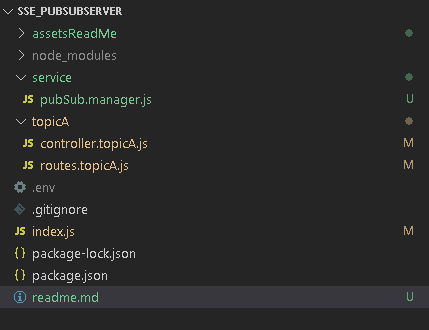 SSE_PUBSUBSERVER
assetsReadMe
node_modules
service
JS pubSub.manager.js U
topicA
JS controller.topicA.js M
JS routes.topicA.js M
.env
.gitignore
JS index.js M
{} package-lock.json
{} package.json
readme.md U